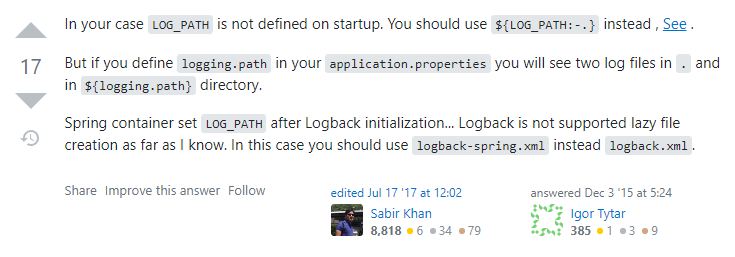 In your case LOG_PATH is not defined on startup. You should use ${LOG_PATH:-.} instead , See .
17
But if you define logging.path in your application.properties you will see two log files in . and
in ${logging.path} directory.
Spring container set LOG_PATH after Logback initialization... Logback is not supported lazy file
creation as far as I know. In this case you should use logback-spring.xml instead logback.xml.
Share Improve this answer Follow
edited Jul 17 '17 at 12:02
Sabir Khan
8,818 6 34 79
answered Dec 3 '15 at 5:24
Igor Tytar
385 1 3 9